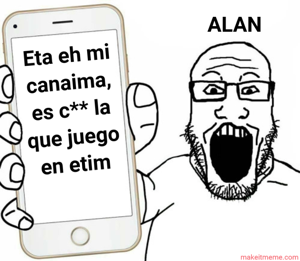 ALAN
Eta eh mi
canaima,
es c** la
que juego
en etim
makeitmeme.com